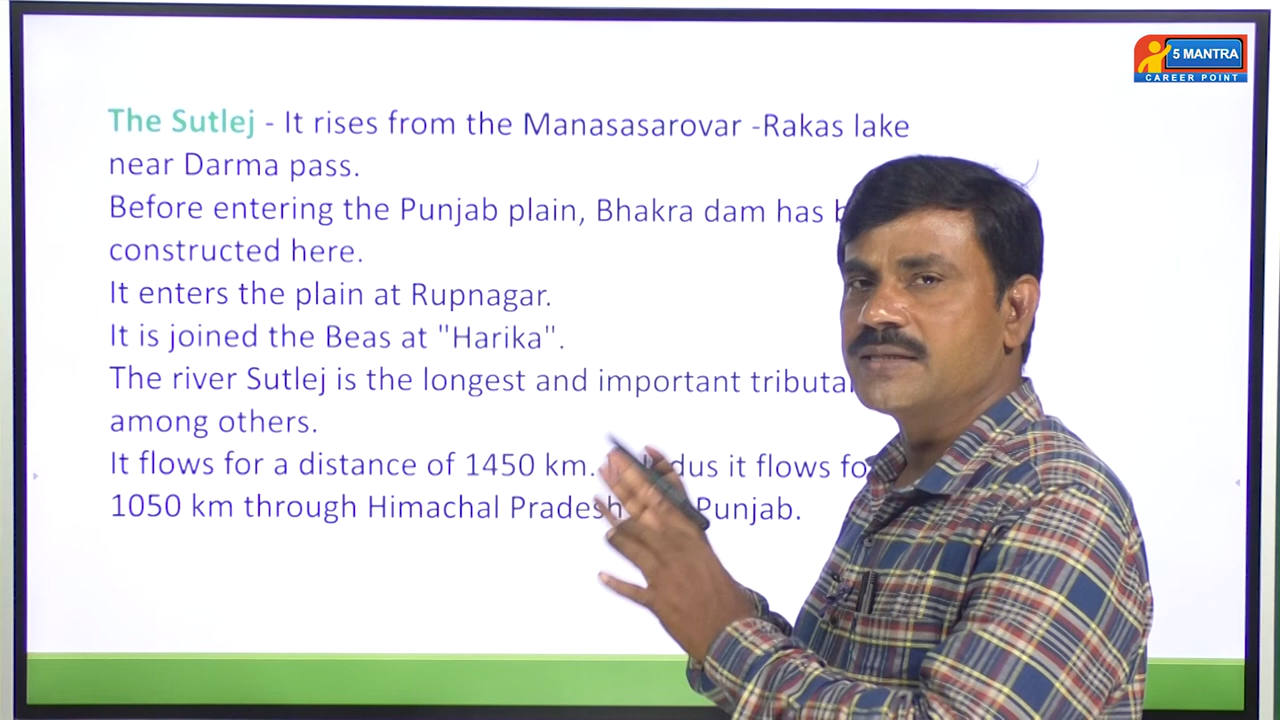 5 MANTRA
CAREER POINT
The Sutlej - It rises from the Manasasarovar -Rakas lake
near Darma pass.
Before entering the Punjab plain, Bhakra dam has
constructed here.
It enters the plain at Rupnagar.
It is joined the Beas at "Harika".
The river Sutlej is the longest and important
among others.
It flows for a distance of 1450 km. it flows
1050 km through Himachal Pradesh Punjab.